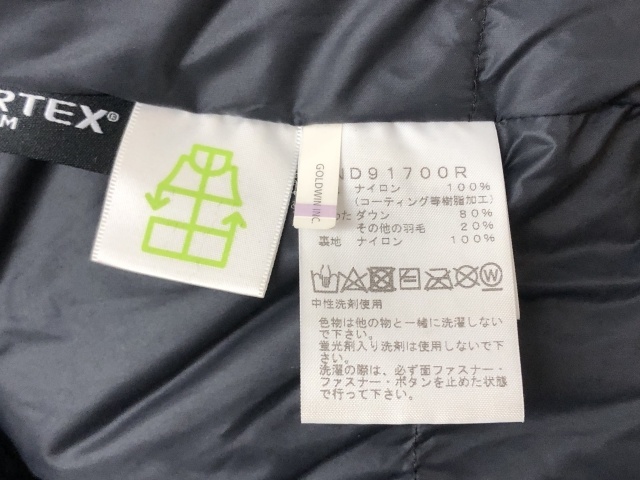 RTEX®
M
GOLDWIN INC.
ND91700R
ナイロン 100%
(コーティング専樹脂加工)
ダウン 80%
その他の羽毛 20%
裏地 ナイロン 100%
W
中性洗剤使用
色物は他の物と一緒に洗濯しない
で下さい。
蛍光剤入り洗剤は使用しないで下
さい。
洗濯の際は、必ず面ファスナー・
ファスナー・ボタンを止めた状態
で行って下さい。